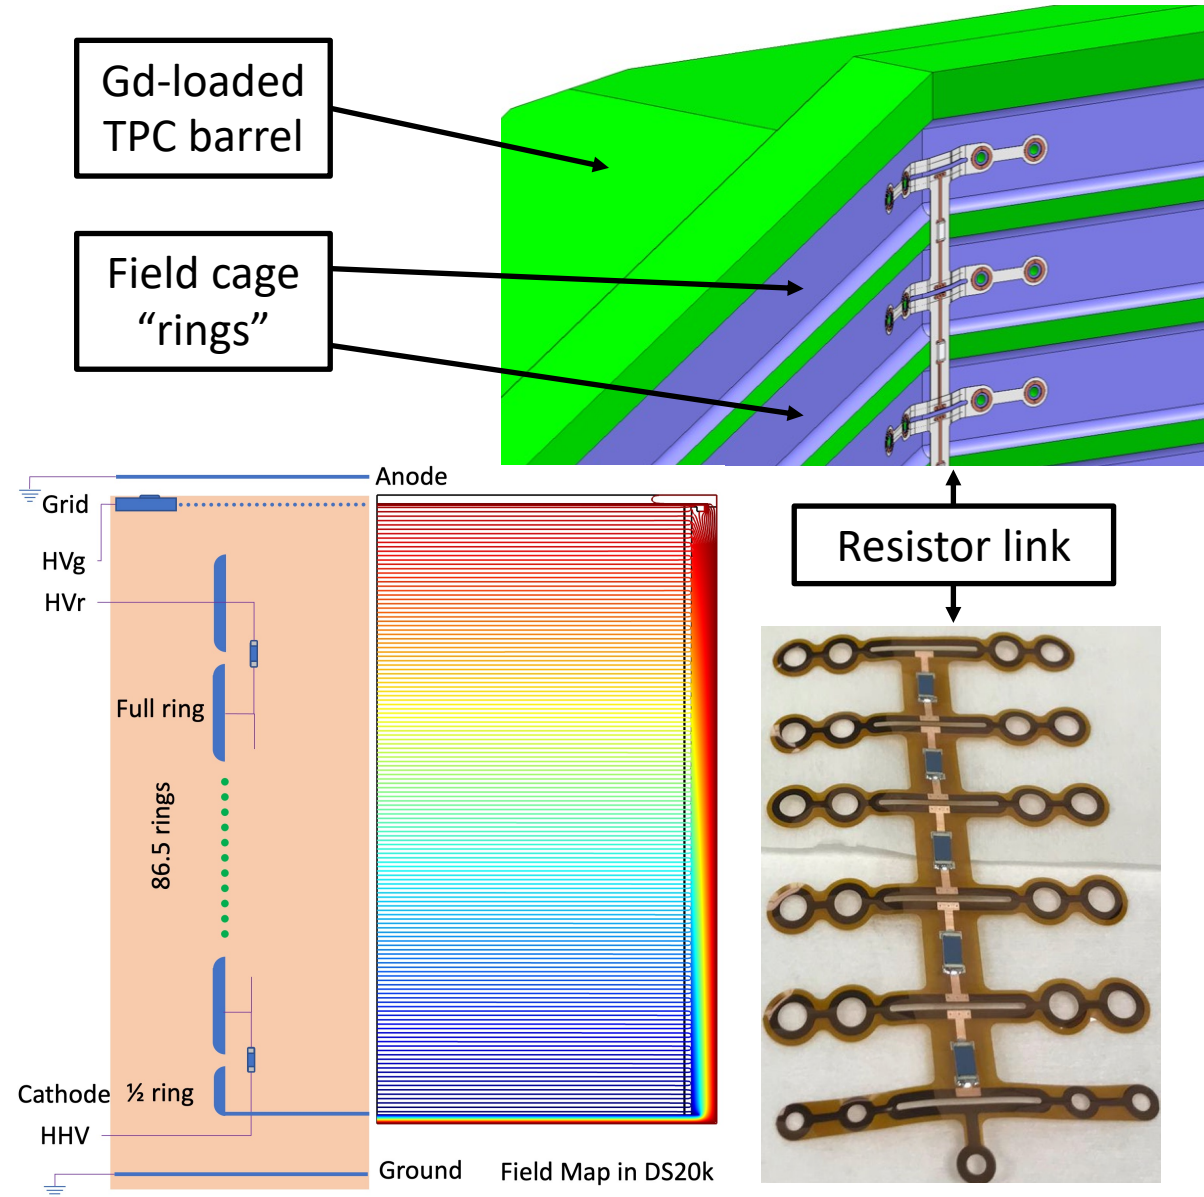 Gd-loaded
TPC barrel
Field cage
“rings”
Anode
Grid
HVg
HVr
Resistor link
Full ring
86.5 rings
Cathode
½ ring
HHV
Ground
Field Map in DS20k